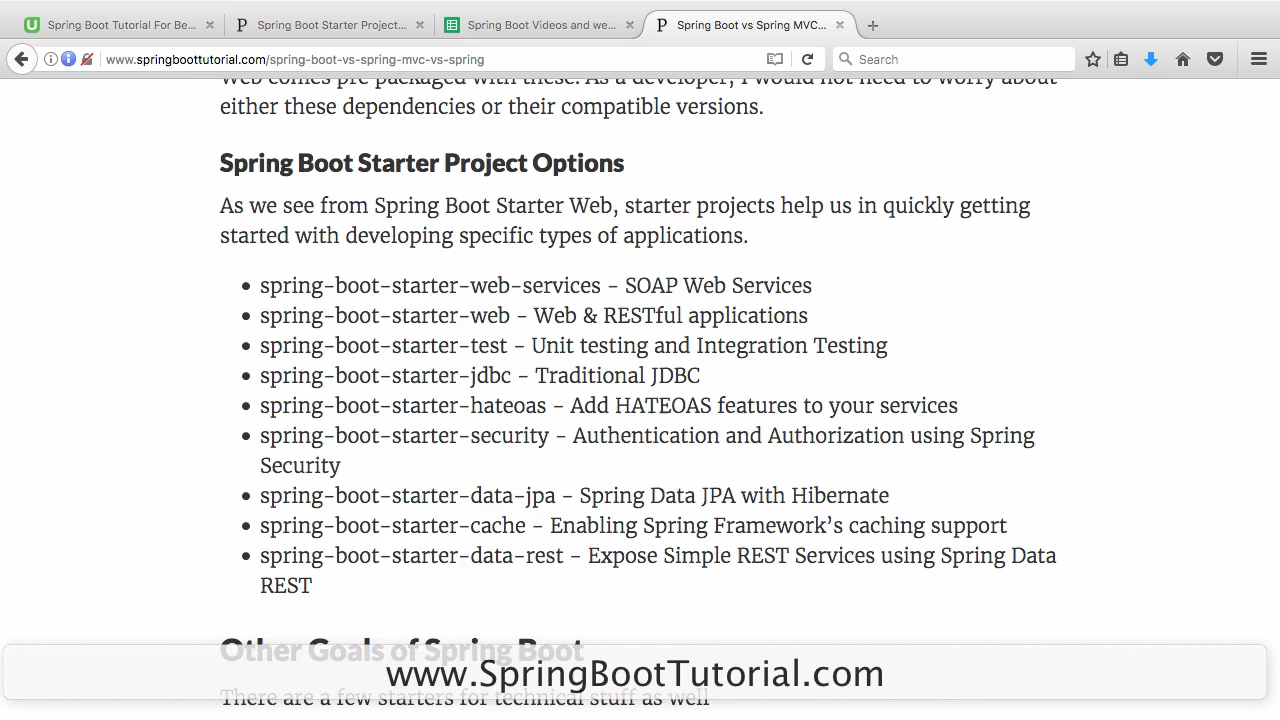 Spring Boot Tutorial For Be...
Spring Boot Starter Project...
Spring Boot Videos and we...
Spring Boot vs Spring MVC...
www.springboottutorial.com/spring-boot-vs-spring-mvc-vs-spring
Search
Web comes pre packaged with these. As a developer, I would not need to worry about
either these dependencies or their compatible versions.
Spring Boot Starter Project Options
As we see from Spring Boot Starter Web, starter projects help us in quickly getting
started with developing specific types of applications.
• spring-boot-starter-web-services - SOAP Web Services
• spring-boot-starter-web - Web & RESTful applications
• spring-boot-starter-test - Unit testing and Integration Testing
• spring-boot-starter-jdbc - Traditional JDBC
• spring-boot-starter-hateoas - Add HATEOAS features to your services
• spring-boot-starter-security - Authentication and Authorization using Spring
Security
• spring-boot-starter-data-jpa - Spring Data JPA with Hibernate
• spring-boot-starter-cache - Enabling Spring Framework’s caching support
• spring-boot-starter-data-rest - Expose Simple REST Services using Spring Data
REST
Other Goals of Spring Boot
www.SpringBootTutorial.com
There are a few starters for technical stuff as well